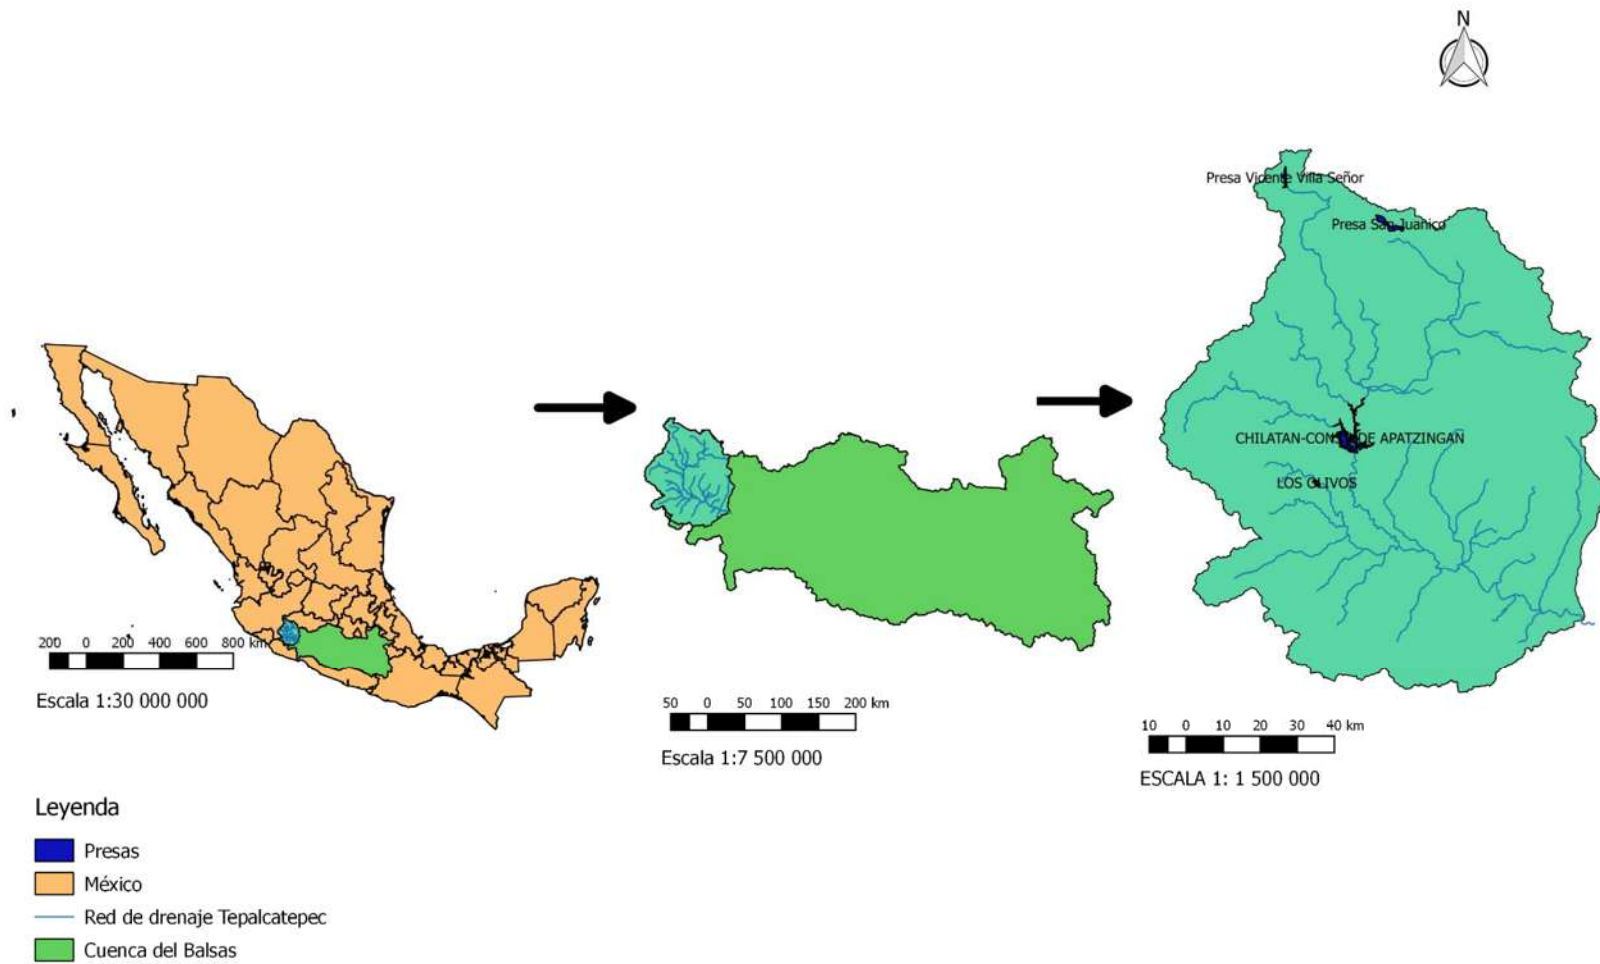 N
Presa Vicente Villa Señor
Presa San Juanico
CHILATAN-CONS DE APATZINGAN
LOS OLIVOS
200 0 200 400 600 800 km
Escala 1:30 000 000
50 0 50 100 150 200 km
Escala 1:7 500 000
10 0 10 20 30 40 km
ESCALA 1: 1 500 000
Leyenda
Presas
México
Red de drenaje Tepalcatepec
Cuenca del Balsas